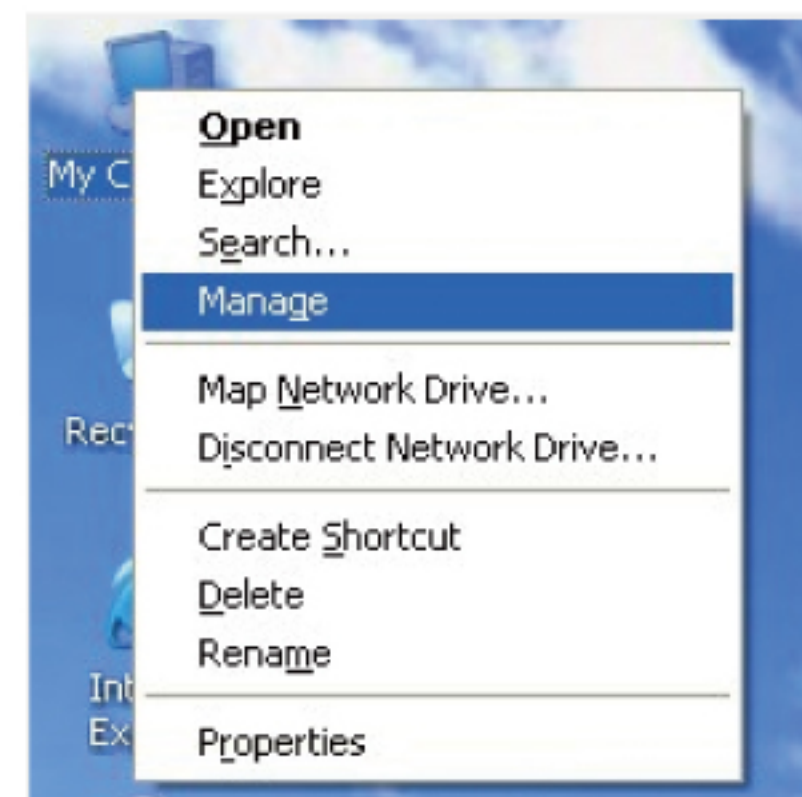 Open
My C
Explore
Search...
Manage
Map Network Drive...
Rec
Disconnect Network Drive...
Create Shortcut
Delete
Rename
Int
Ex
Properties